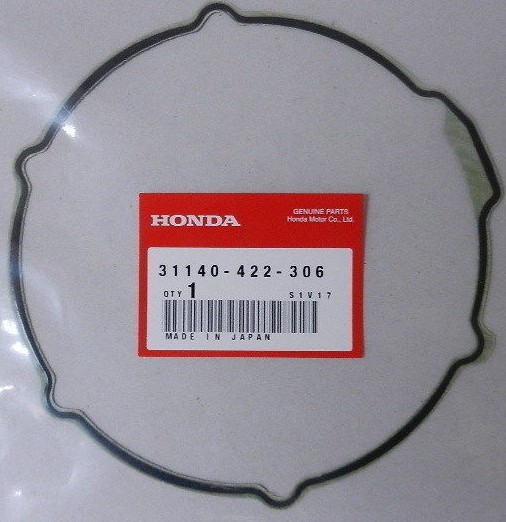 HONDA
GENUINE PARTS
Honda Motor Co., Ltd.
31140-422-306
QTY 1 S1V17
MADE IN JAPAN